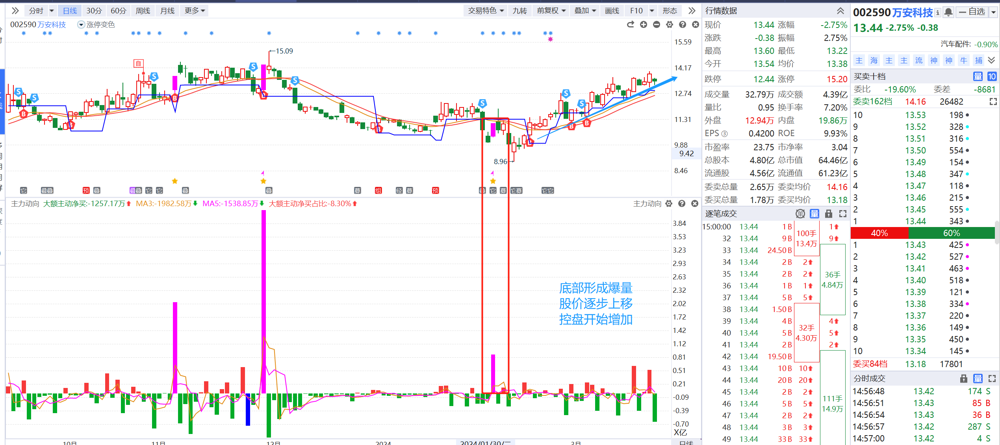 分时 日线 30分 60分 周线 月线 更多
交易特色 九转 前复权 叠加 画线 F10 形态
002590 万安科技 涨停变色
15.59
←15.09
自
14.17
12.74
11.31
9.88
9.42
8.96→
8.46
主力动向 大额主动净买:-1257.17万 MA3:-1982.58万 MA5:-1538.85万 大额主动净买占比:-8.30%
主力动向
3.84
3.53
3.23
2.93
2.63
2.32
2.02
1.72
1.42
1.12
0.81
0.51
0.21
-0.09
-0.39
-0.70
X亿
底部形成爆量
股价逐步上移
控盘开始增加
10月 11月 12月 2024 2024/01/30/二 3月 日线
行情数据
现价 13.44 涨幅 -2.75%
涨跌 -0.38 振幅 2.75%
最高 13.60 最低 13.22
今开 13.54 均价 13.38
跌停 12.44 涨停 15.20
成交量 32.79万 成交额 4.39亿
量比 0.95 换手率 7.20%
外盘 12.94万 内盘 19.86万
EPS③ 0.4200 ROE 9.93%
市盈率 23.75 市净率 3.04
总股本 4.80亿 总市值 64.46亿
流通股 4.56亿 流通值 61.23亿
委卖总量 2.65万 委卖均价 14.16
委买总量 1.78万 委买均价 13.18
逐笔成交 单 量
15:00:00 13.44 1 B 1
32 13.44 9 B 9
33 13.44 24.50 B
34 13.44 2 B 2
35 13.44 2 B 2
36 13.44 1 B 1
37 13.44 5 B 5
38 13.44 1.50 B
39 13.44 4 B 4
40 13.44 5 B 5
41 13.44 2 B 2
42 13.44 19.50 B
43 13.44 10 B 10
44 13.44 20 B 20
45 13.44 2 B 2
46 13.44 5 B 5
47 13.44 2 B 2
48 13.44 3 B 3
49 13.44 33 B 33
100手
13.4万
36手
4.84万
32手
4.30万
111手
14.9万
002590 万安科技 自选
13.44 -2.75% -0.38
汽车配件: -0.90%
主 海 主 主 流 神 神 牛 捕
买卖十档 量 10
委比 -19.60% 委差 -8681
委卖162档 14.16 26482
10 13.53 198
9 13.52 328
8 13.51 316
7 13.50 554
6 13.49 154
5 13.48 347
4 13.47 118
3 13.46 215
2 13.45 555
1 13.44 343
40% 60%
1 13.43 425
2 13.42 527
3 13.41 463
4 13.40 518
5 13.39 121
6 13.38 334
7 13.37 220
8 13.36 149
9 13.35 450
10 13.34 145
委买84档 13.18 17801
分时成交 量
14:56:48 13.42 174 S
14:56:51 13.43 85 B
14:56:54 13.43 36 B
14:56:57 13.42 287 S
14:57:00 13.42 4 S